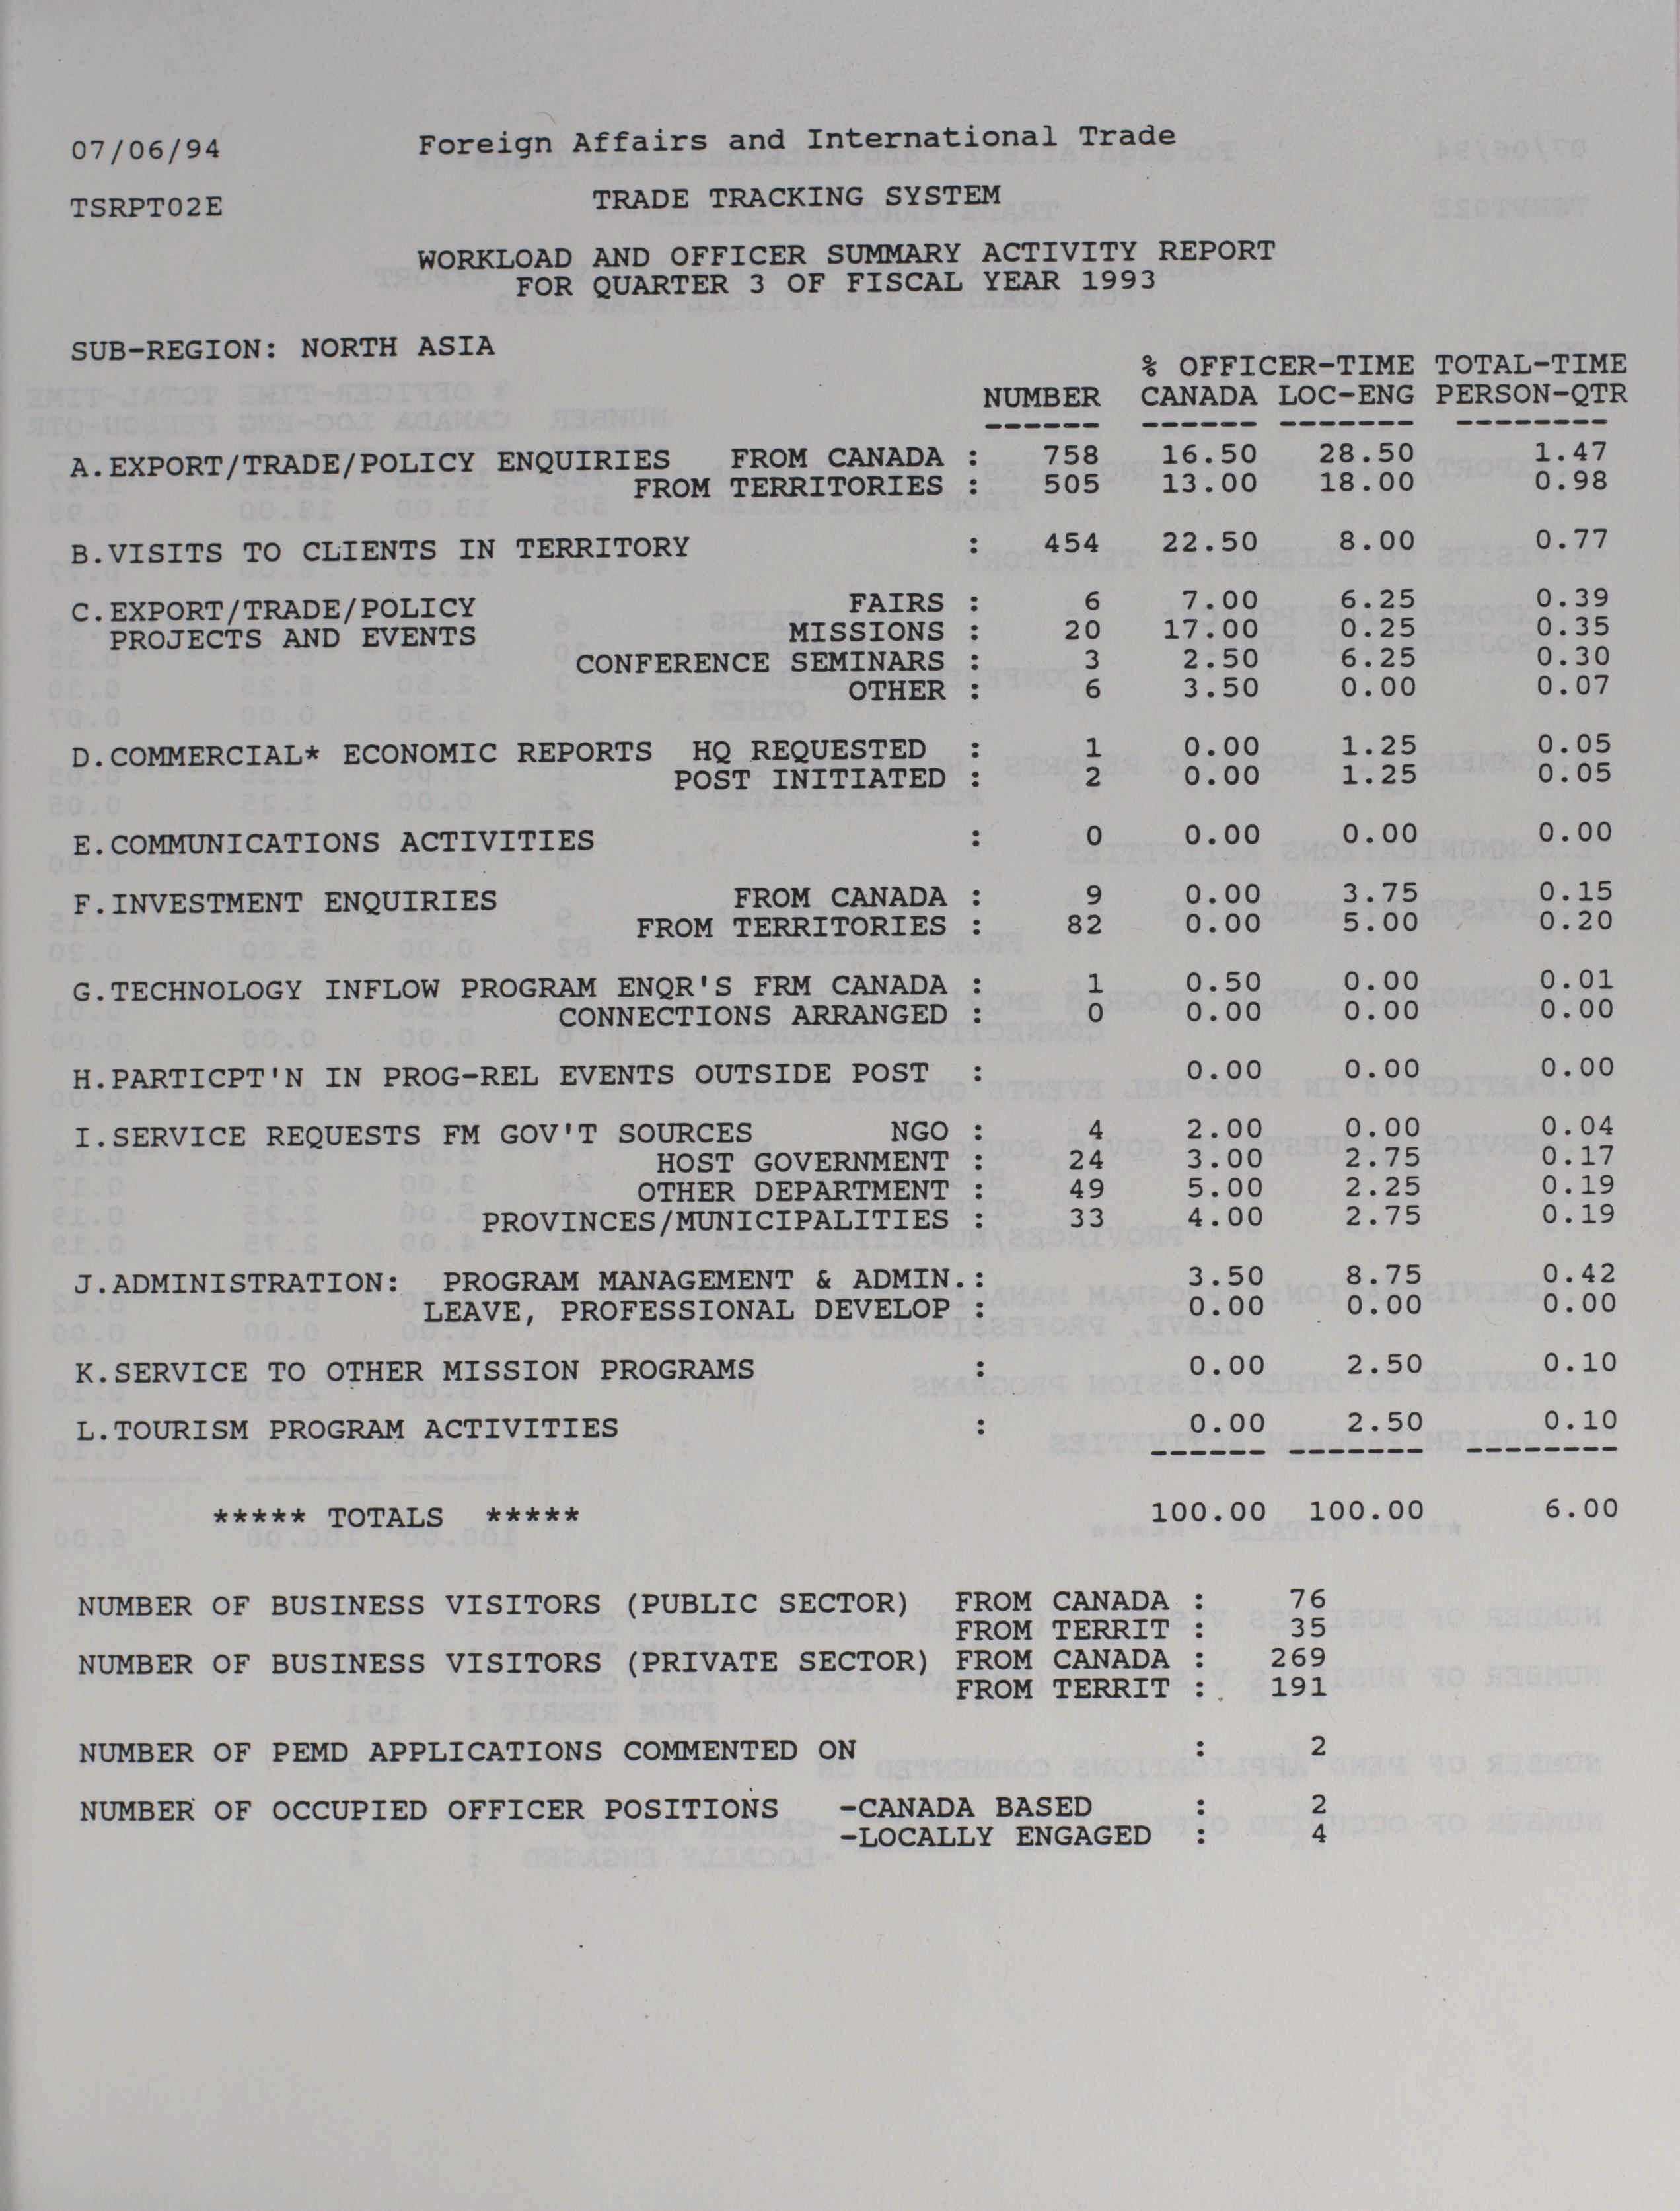 07/06/94 Foreign Affairs and International Trade
TSRPT02E TRADE TRACKING SYSTEM
WORKLOAD AND OFFICER SUMMARY ACTIVITY REPORT
FOR QUARTER 3 OF FISCAL YEAR 1993
SUB-REGION: NORTH ASIA
% OFFICER-TIME TOTAL-TIME
NUMBER CANADA LOC-ENG PERSON-QTR
------ ------ ------- --------
A.EXPORT/TRADE/POLICY ENQUIRIES FROM CANADA : 758 16.50 28.50 1.47
FROM TERRITORIES : 505 13.00 18.00 0.98
B.VISITS TO CLIENTS IN TERRITORY : 454 22.50 8.00 0.77
C.EXPORT/TRADE/POLICY FAIRS : 6 7.00 6.25 0.39
PROJECTS AND EVENTS MISSIONS : 20 17.00 0.25 0.35
CONFERENCE SEMINARS : 3 2.50 6.25 0.30
OTHER : 6 3.50 0.00 0.07
D.COMMERCIAL* ECONOMIC REPORTS HQ REQUESTED : 1 0.00 1.25 0.05
POST INITIATED : 2 0.00 1.25 0.05
E.COMMUNICATIONS ACTIVITIES : 0 0.00 0.00 0.00
F.INVESTMENT ENQUIRIES FROM CANADA : 9 0.00 3.75 0.15
FROM TERRITORIES : 82 0.00 5.00 0.20
G.TECHNOLOGY INFLOW PROGRAM ENQR'S FRM CANADA : 1 0.50 0.00 0.01
CONNECTIONS ARRANGED : 0 0.00 0.00 0.00
H.PARTICPT'N IN PROG-REL EVENTS OUTSIDE POST : 0.00 0.00 0.00
I.SERVICE REQUESTS FM GOV'T SOURCES NGO : 4 2.00 0.00 0.04
HOST GOVERNMENT : 24 3.00 2.75 0.17
OTHER DEPARTMENT : 49 5.00 2.25 0.19
PROVINCES/MUNICIPALITIES : 33 4.00 2.75 0.19
J.ADMINISTRATION: PROGRAM MANAGEMENT & ADMIN.: 3.50 8.75 0.42
LEAVE, PROFESSIONAL DEVELOP : 0.00 0.00 0.00
K.SERVICE TO OTHER MISSION PROGRAMS : 0.00 2.50 0.10
L.TOURISM PROGRAM ACTIVITIES : 0.00 2.50 0.10
------ ------- --------
***** TOTALS ***** 100.00 100.00 6.00
NUMBER OF BUSINESS VISITORS (PUBLIC SECTOR) FROM CANADA : 76
FROM TERRIT : 35
NUMBER OF BUSINESS VISITORS (PRIVATE SECTOR) FROM CANADA : 269
FROM TERRIT : 191
NUMBER OF PEMD APPLICATIONS COMMENTED ON : 2
NUMBER OF OCCUPIED OFFICER POSITIONS -CANADA BASED : 2
-LOCALLY ENGAGED : 4